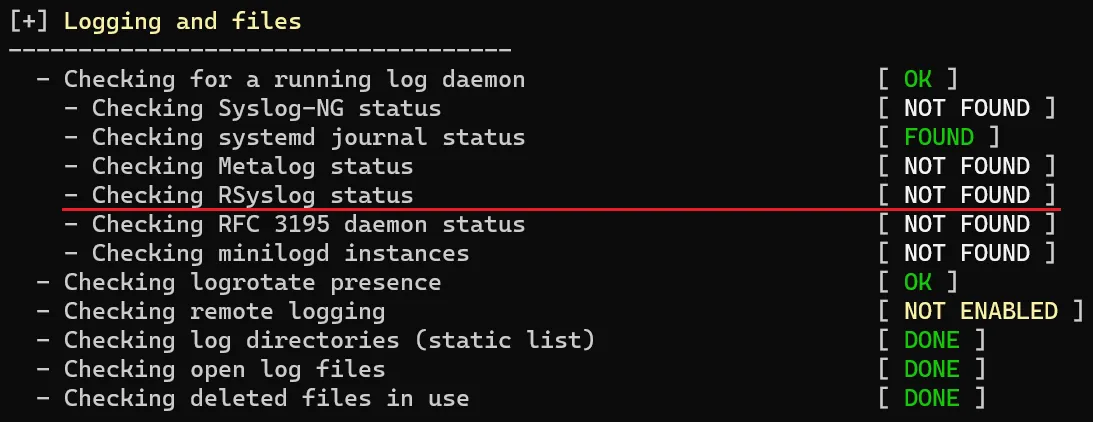 [+] Logging and files
------------------------------------
  - Checking for a running log daemon                         [ OK ]
    - Checking Syslog-NG status                               [ NOT FOUND ]
    - Checking systemd journal status                         [ FOUND ]
    - Checking Metalog status                                 [ NOT FOUND ]
    - Checking RSyslog status                                 [ NOT FOUND ]
    - Checking RFC 3195 daemon status                         [ NOT FOUND ]
    - Checking minilogd instances                             [ NOT FOUND ]
  - Checking logrotate presence                               [ OK ]
  - Checking remote logging                                   [ NOT ENABLED ]
  - Checking log directories (static list)                    [ DONE ]
  - Checking open log files                                   [ DONE ]
  - Checking deleted files in use                             [ DONE ]